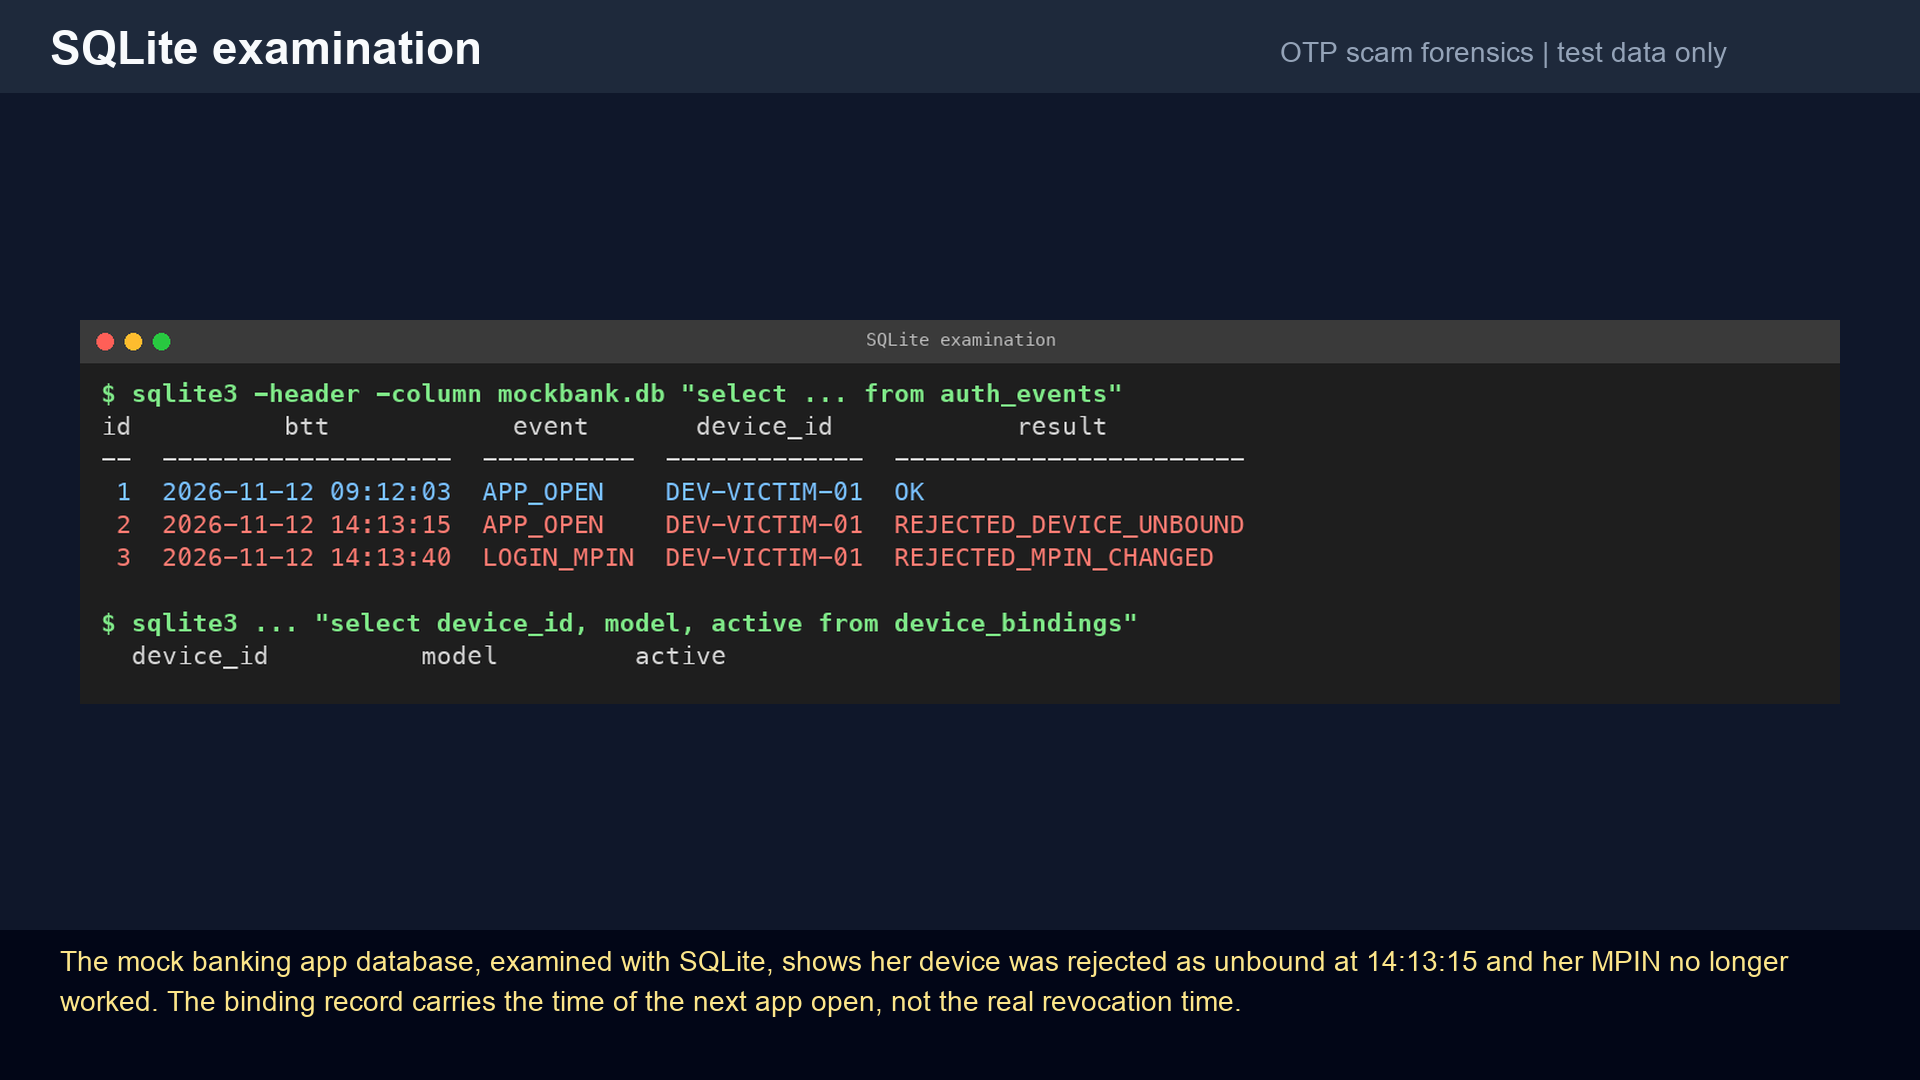 SQLite examination
OTP scam forensics | test data only
SQLite examination
$ sqlite3 -header -column mockbank.db "select ... from auth_events"
id          btt            event       device_id            result
--  -------------------  ----------  -------------  -----------------------
 1  2026-11-12 09:12:03  APP_OPEN    DEV-VICTIM-01  OK
 2  2026-11-12 14:13:15  APP_OPEN    DEV-VICTIM-01  REJECTED_DEVICE_UNBOUND
 3  2026-11-12 14:13:40  LOGIN_MPIN  DEV-VICTIM-01  REJECTED_MPIN_CHANGED
$ sqlite3 ... "select device_id, model, active from device_bindings"
  device_id          model         active
The mock banking app database, examined with SQLite, shows her device was rejected as unbound at 14:13:15 and her MPIN no longer
worked. The binding record carries the time of the next app open, not the real revocation time.